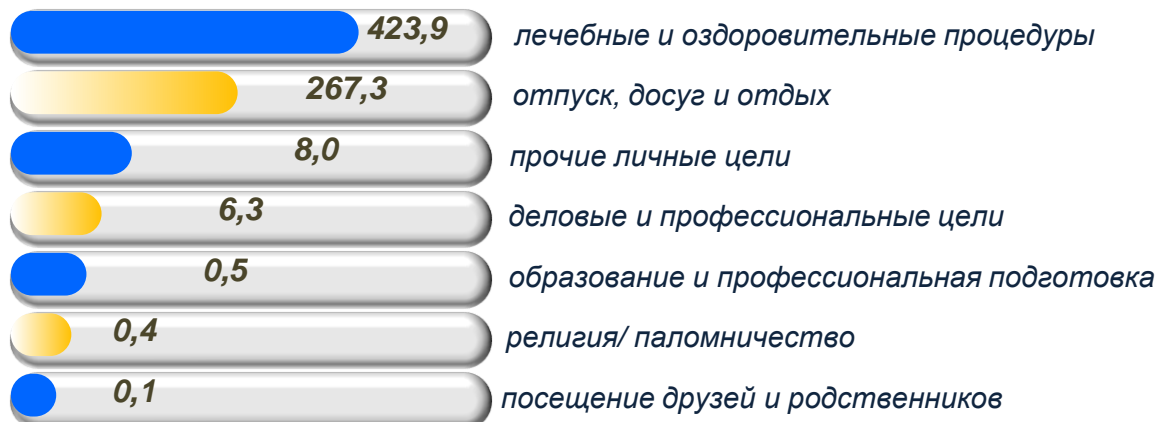 423,9 лечебные и оздоровительные процедуры
267,3 отпуск, досуг и отдых
8,0 прочие личные цели
6,3 деловые и профессиональные цели
0,5 образование и профессиональная подготовка
0,4 религия/ паломничество
0,1 посещение друзей и родственников